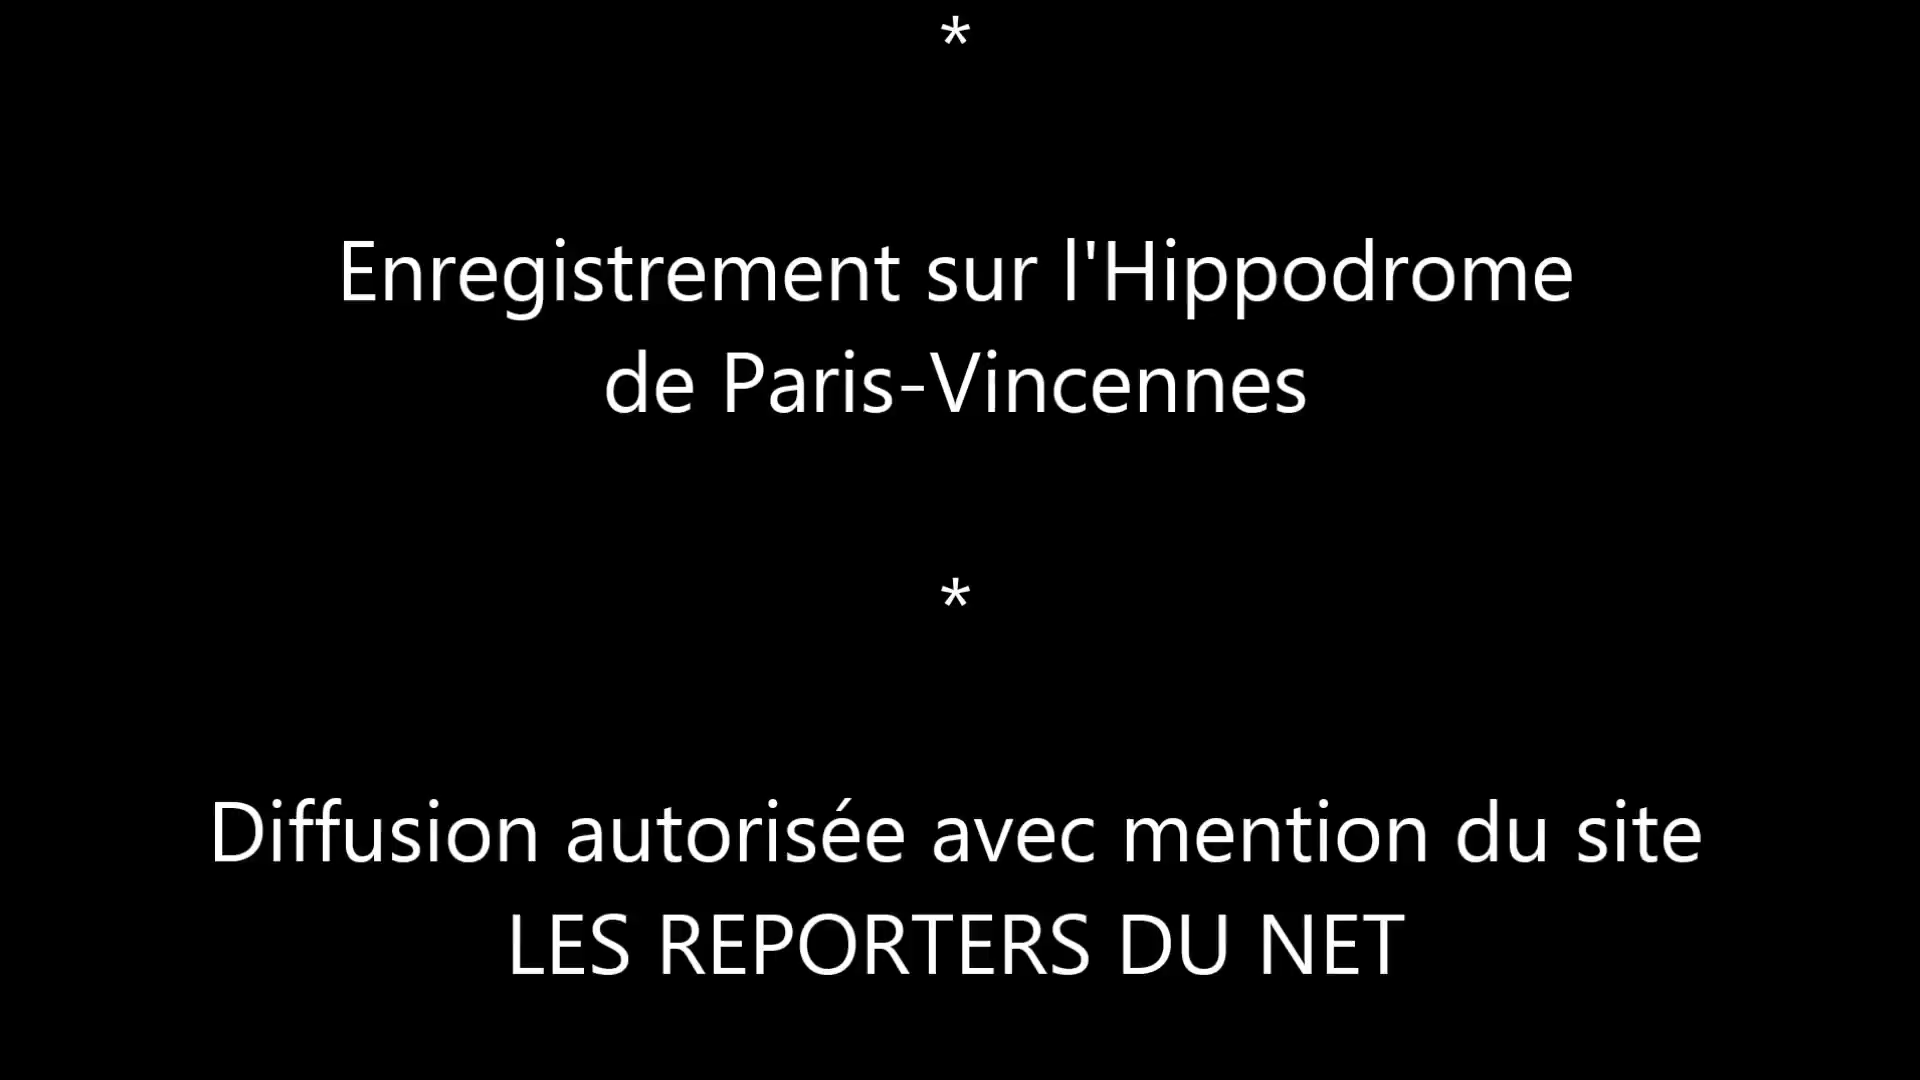 *
Enregistrement sur l'Hippodrome
de Paris-Vincennes
*
Diffusion autorisée avec mention du site
LES REPORTERS DU NET